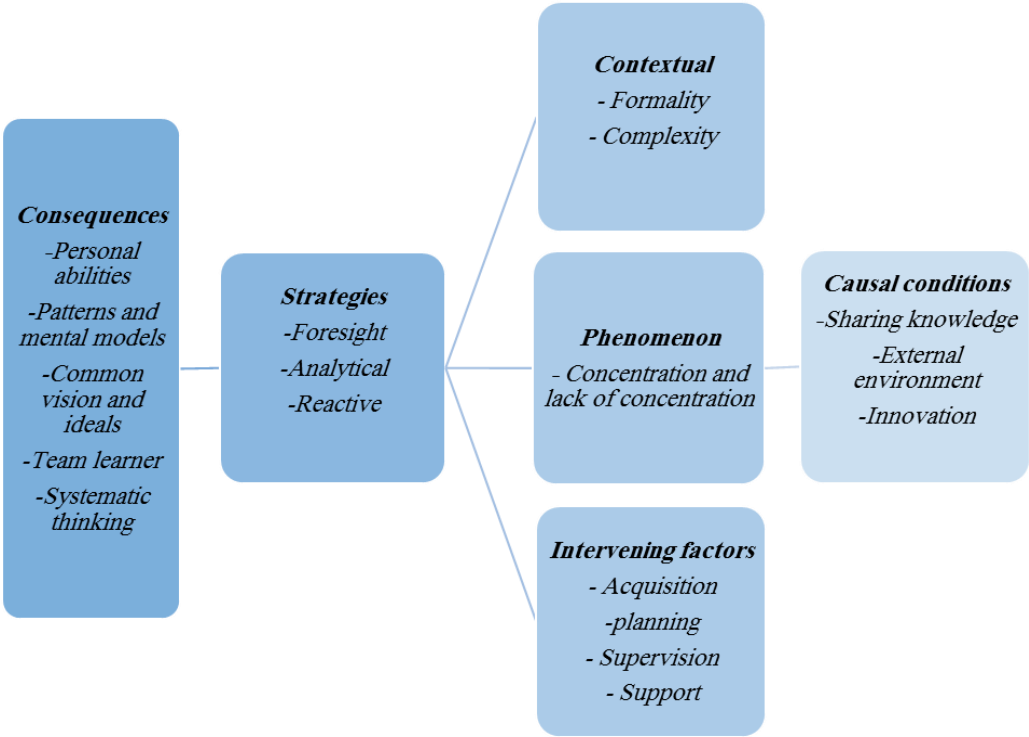 Consequences
-Personal
abilities
-Patterns and
mental models
-Common
vision and
ideals
-Team learner
-Systematic
thinking
Strategies
-Foresight
-Analytical
-Reactive
Contextual
- Formality
- Complexity
Phenomenon
- Concentration and
lack of concentration
Intervening factors
- Acquisition
-planning
- Supervision
- Support
Causal conditions
-Sharing knowledge
-External
environment
-Innovation